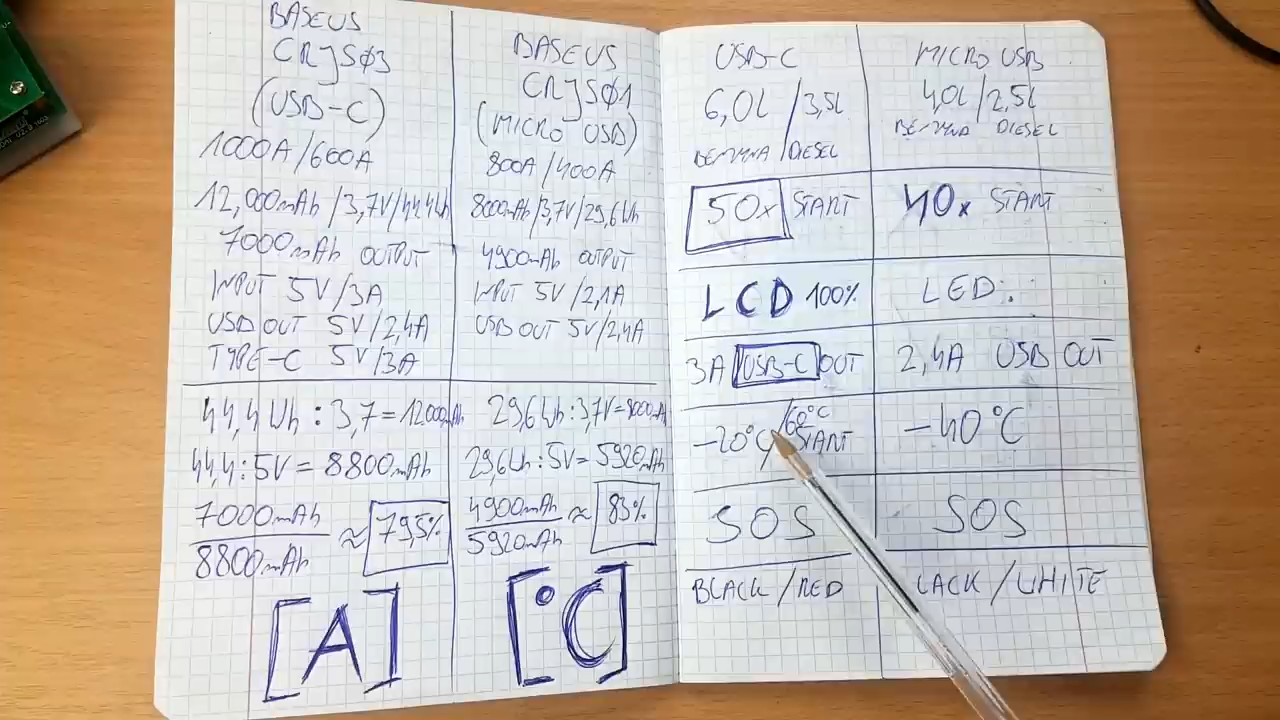 BASEUS
CRJS03
(USB-C)
1000A/600A
12,000mAh/3,7V/44,4Wh
7000mAh OUTPUT
INPUT 5V/3A
USB OUT 5V/2,4A
TYPE-C 5V/3A
44,4Wh:3,7=12000mAh
44,4:5V=8800mAh
7000mAh
8800mAh
≈79,5%
[A]
BASEUS
CRJS01
(MICRO USB)
800A/400A
8000mAh/3,7V/29,6Wh
4900mAh OUTPUT
INPUT 5V/2,1A
USB OUT 5V/2,4A
29,6Wh:3,7V=8000mAh
29,6Wh:5V=5920mAh
4900mAh
5920mAh
≈83%
[°C]
USB-C
6,0L/3,5L
BENZYNA/DIESEL
50x START
LCD 100%
3A USB-C OUT
-20°C/60°C
START
SOS
BLACK/RED
MICRO USB
4,0L/2,5L
BENZYNA DIESEL
40x START
LED
2,4A USB OUT
-40°C
SOS
LACK/WHITE